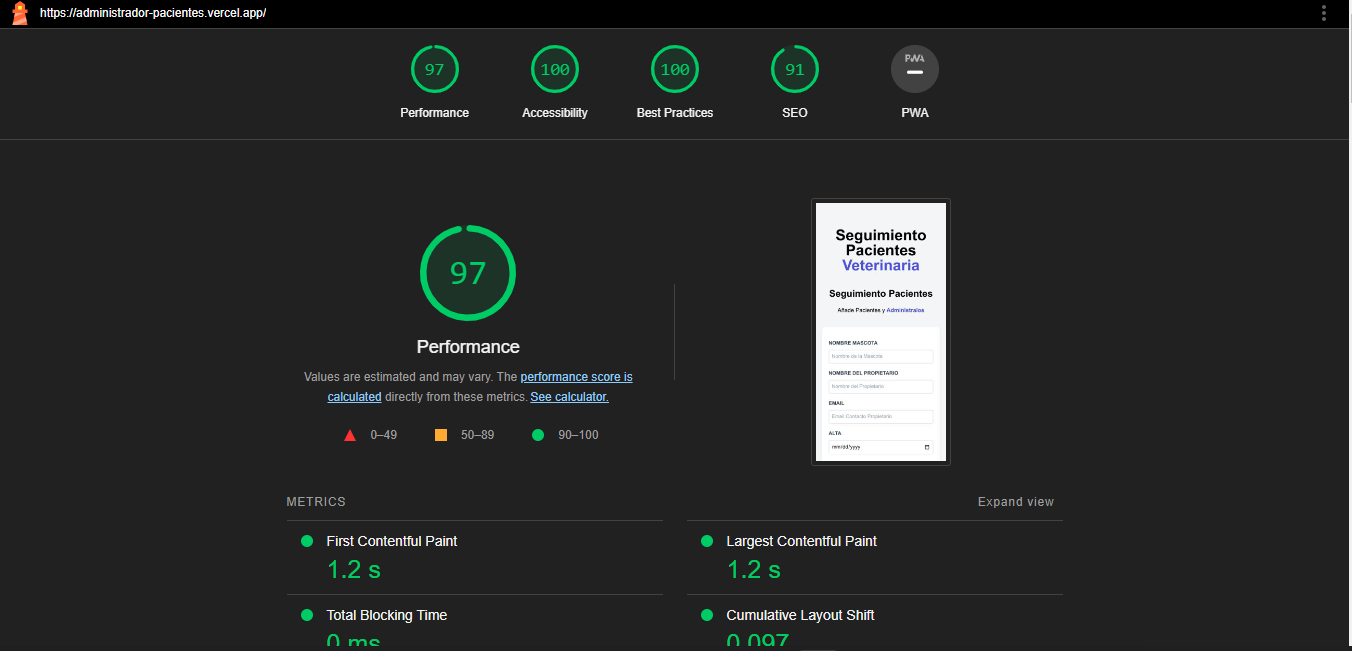 https://administrador-pacientes.vercel.app/
97
100
100
91
PWA
Performance
Accessibility
Best Practices
SEO
PWA
97
Performance
Values are estimated and may vary. The performance score is
calculated directly from these metrics. See calculator.
0–49
50–89
90–100
Seguimiento
Pacientes
Veterinaria
Seguimiento Pacientes
Añade Pacientes y Administralos
NOMBRE MASCOTA
Nombre de la Mascota
NOMBRE DEL PROPIETARIO
Nombre del Propietario
EMAIL
Email Contacto Propietario
ALTA
mm/dd/yyyy
METRICS
Expand view
First Contentful Paint
1.2 s
Largest Contentful Paint
1.2 s
Total Blocking Time
0 ms
Cumulative Layout Shift
0.097